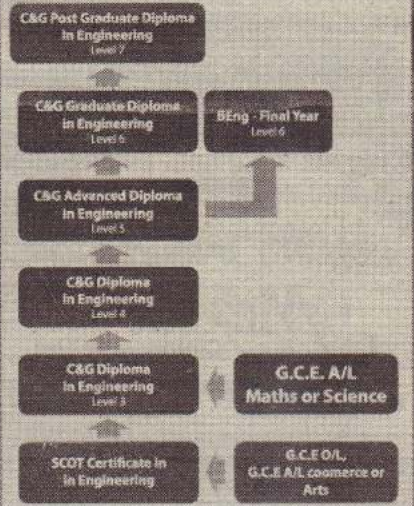 C&G Post Graduate Diploma
in Engineering
Level 7
C&G Graduate Diploma
in Engineering
Level 6
BEng - Final Year
Level 6
C&G Advanced Diploma
in Engineering
Level 5
C&G Diploma
in Engineering
Level 4
C&G Diploma
in Engineering
Level 3
G.C.E. A/L
Maths or Science
SCOT Certificate in
in Engineering
G.C.E O/L,
G.C.E A/L coomerce or
Arts